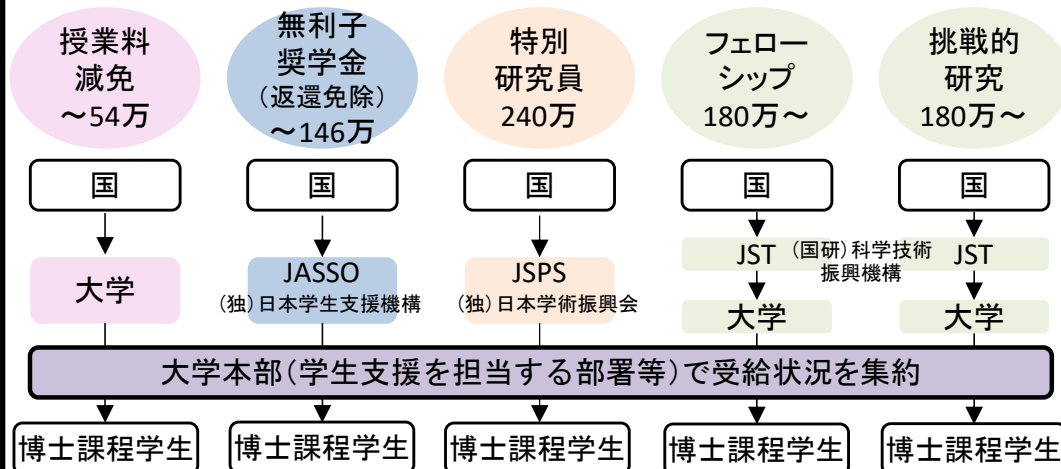 授業料
減免
～54万
無利子
奨学金
（返還免除）
～146万
特別
研究員
240万
フェロー
シップ
180万～
挑戦的
研究
180万～
国
国
国
国
国
大学
JASSO
（独）日本学生支援機構
JSPS
（独）日本学術振興会
JST
（国研）科学技術
振興機構
JST
大学
大学
大学本部（学生支援を担当する部署等）で受給状況を集約
博士課程学生
博士課程学生
博士課程学生
博士課程学生
博士課程学生